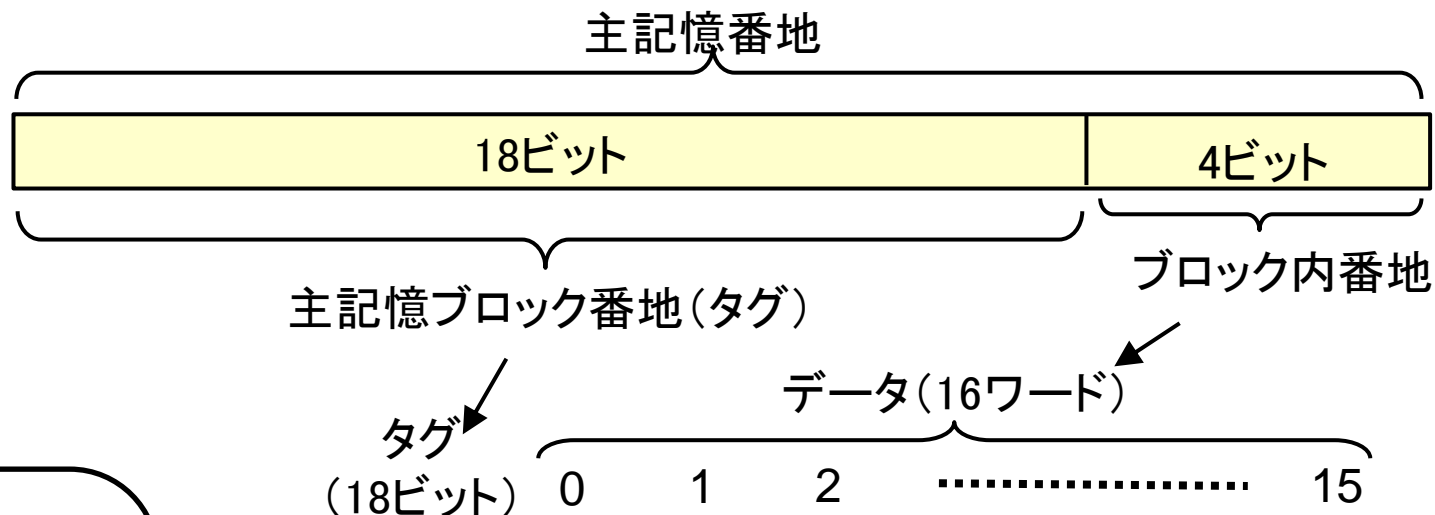 主記憶番地
18ビット 4ビット
ブロック内番地
主記憶ブロック番地(タグ)
データ(16ワード)
タグ
(18ビット) 0 1 2 ……………… 15